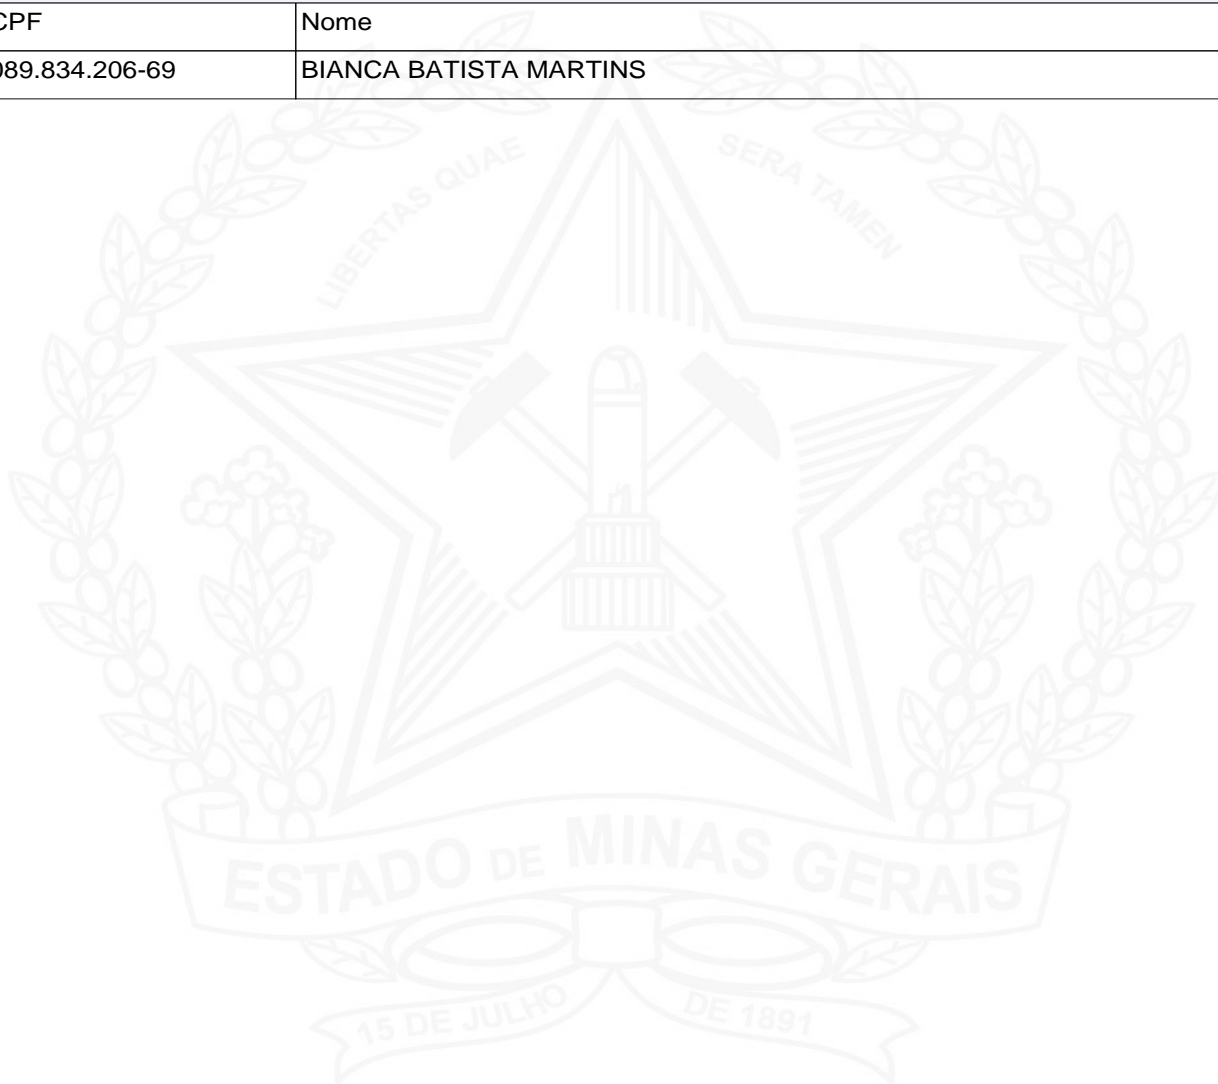 CPF Nome
089.834.206-69 BIANCA BATISTA MARTINS
LIBERTAS QUAE SERA TAMEN
ESTADO DE MINAS GERAIS
15 DE JULHO DE 1891